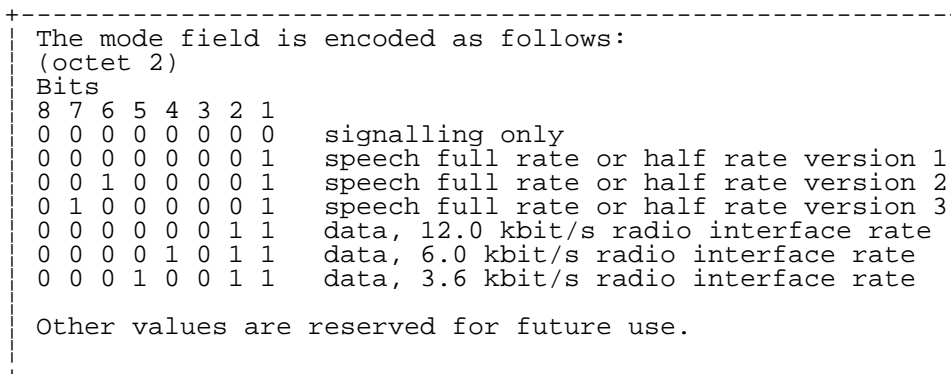 The mode field is encoded as follows:
(octet 2)
Bits
8 7 6 5 4 3 2 1
0 0 0 0 0 0 0 0 signalling only
0 0 0 0 0 0 0 1 speech full rate or half rate version 1
0 0 1 0 0 0 0 1 speech full rate or half rate version 2
0 1 0 0 0 0 0 1 speech full rate or half rate version 3
0 0 0 0 0 0 1 1 data, 12.0 kbit/s radio interface rate
0 0 0 0 1 0 1 1 data, 6.0 kbit/s radio interface rate
0 0 0 1 0 0 1 1 data, 3.6 kbit/s radio interface rate
Other values are reserved for future use.